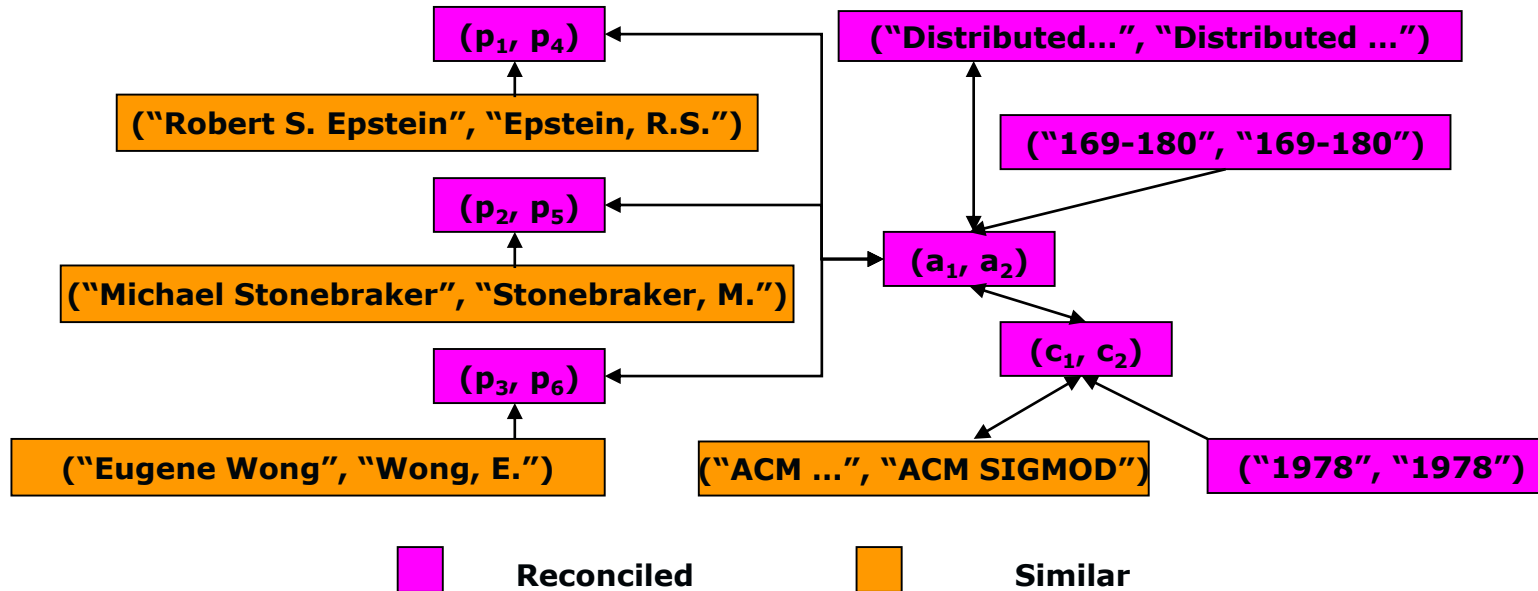 (p₁, p₄)
(“Distributed…”, “Distributed …”)
(“Robert S. Epstein”, “Epstein, R.S.”)
(“169-180”, “169-180”)
(p₂, p₅)
(a₁, a₂)
(“Michael Stonebraker”, “Stonebraker, M.”)
(c₁, c₂)
(p₃, p₆)
(“Eugene Wong”, “Wong, E.”)
(“ACM …”, “ACM SIGMOD”)
(“1978”, “1978”)
Reconciled
Similar